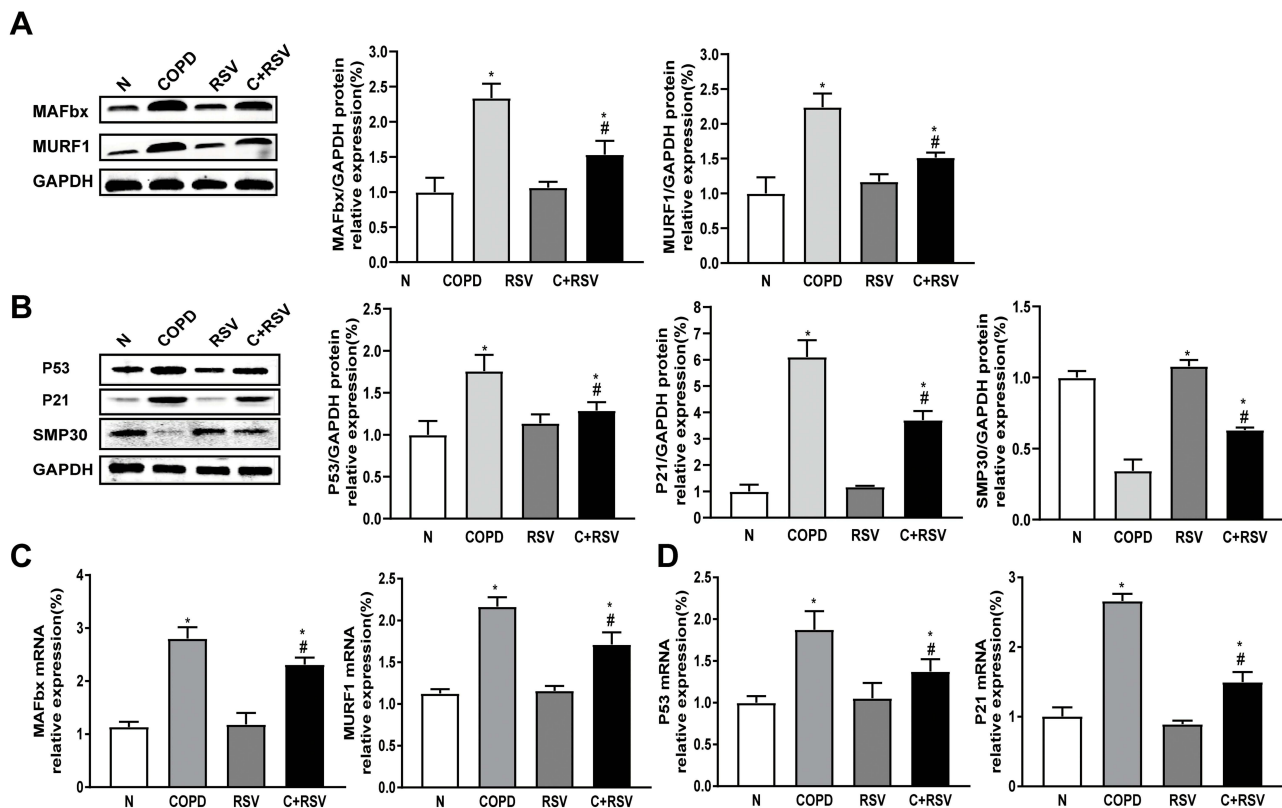 A
N COPD RSV C+RSV
MAFbx
MURF1
GAPDH
MAFbx/GAPDH protein
relative expression(%)
3.0
2.5
2.0
1.5
1.0
0.5
0.0
*
*
#
N COPD RSV C+RSV
MURF1/GAPDH protein
relative expression(%)
3.0
2.5
2.0
1.5
1.0
0.5
0.0
*
*
#
N COPD RSV C+RSV
B
N COPD RSV C+RSV
P53
P21
SMP30
GAPDH
P53/GAPDH protein
relative expression(%)
2.5
2.0
1.5
1.0
0.5
0.0
*
*
#
N COPD RSV C+RSV
P21/GAPDH protein
relative expression(%)
8
7
6
5
4
3
2
1
0
*
*
#
N COPD RSV C+RSV
SMP30/GAPDH protein
relative expression(%)
1.5
1.0
0.5
0.0
*
*
#
N COPD RSV C+RSV
C
MAFbx mRNA
relative expression(%)
4
3
2
1
0
*
*
#
N COPD RSV C+RSV
MURF1 mRNA
relative expression(%)
2.5
2.0
1.5
1.0
0.5
0.0
*
*
#
N COPD RSV C+RSV
D
P53 mRNA
relative expression(%)
2.5
2.0
1.5
1.0
0.5
0.0
*
*
#
N COPD RSV C+RSV
P21 mRNA
relative expression(%)
3
2
1
0
*
*
#
N COPD RSV C+RSV